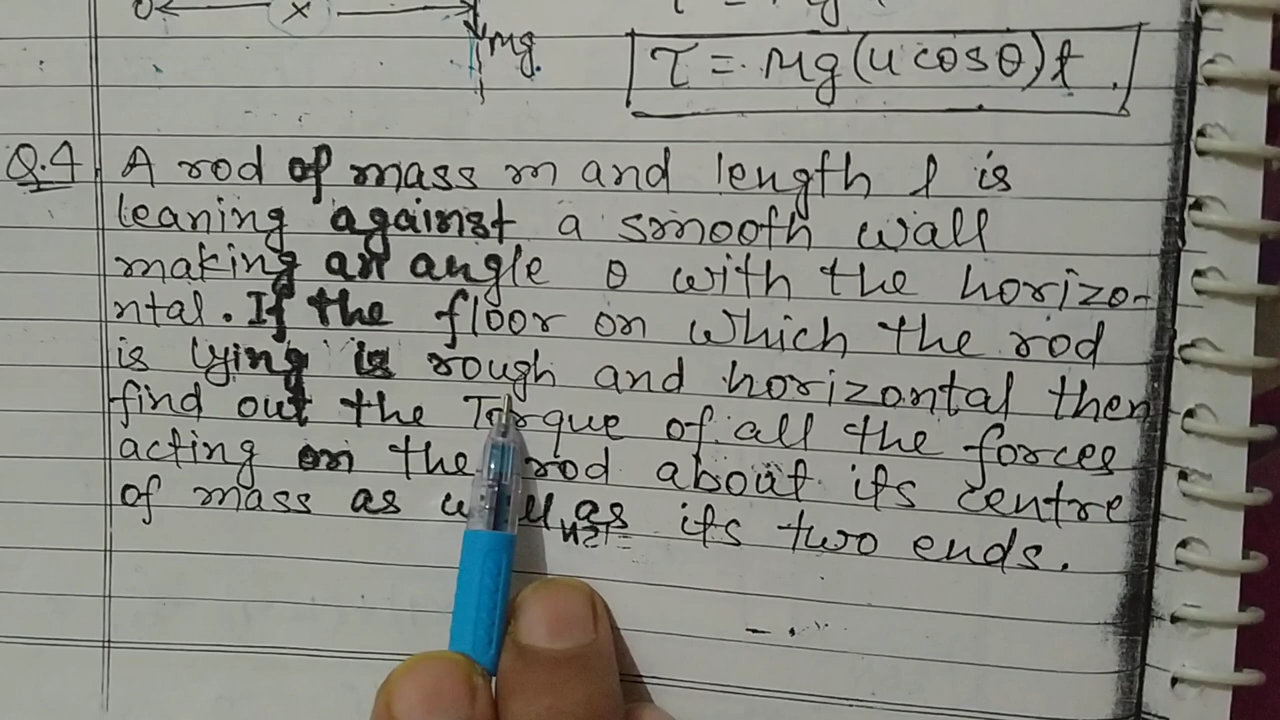 0 x
mg.
τ = mg(u cosθ)t
Q.4 A rod of mass m and length l is
leaning against a smooth wall
making an angle θ with the horizo-
ntal. If the floor on which the rod
is lying is rough and horizontal then
find out the Torque of all the forces
acting on the rod about its centre
of mass as well as its two ends.